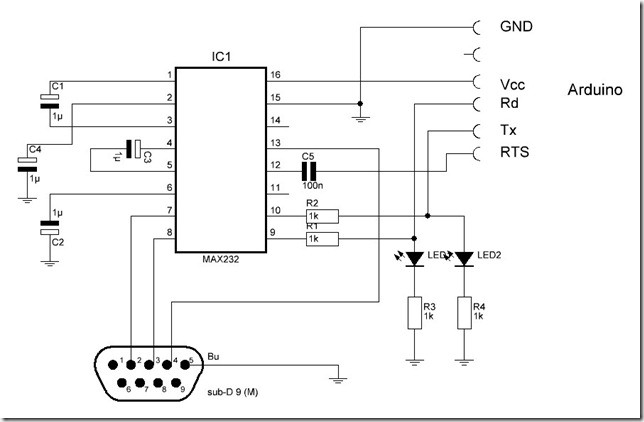 GND
Vcc
Rd
Tx
RTS
Arduino
IC1
MAX232
1
2
3
4
5
6
7
8
16
15
14
13
12
11
10
9
C1
1µ
C4
1µ
1µ
C3
1µ
C2
C5
100n
R2
1k
R1
1k
LED
LED2
R3
1k
R4
1k
Bu
1
2
3
4
5
6
7
8
9
sub-D 9 (M)